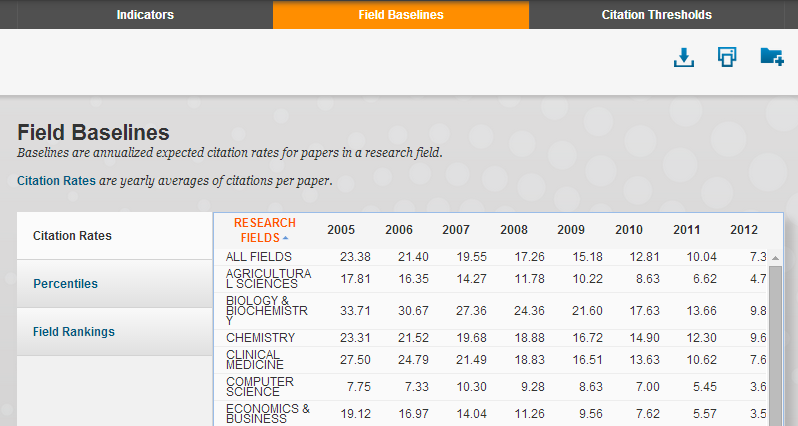 Indicators Field Baselines Citation Thresholds
Field Baselines
Baselines are annualized expected citation rates for papers in a research field.
Citation Rates are yearly averages of citations per paper.
Citation Rates
Percentiles
Field Rankings
RESEARCH
FIELDS 2005 2006 2007 2008 2009 2010 2011 2012
ALL FIELDS 23.38 21.40 19.55 17.26 15.18 12.81 10.04 7.3
AGRICULTURA
L SCIENCES 17.81 16.35 14.27 11.78 10.22 8.63 6.62 4.7
BIOLOGY &
BIOCHEMISTR
Y 33.71 30.67 27.36 24.36 21.60 17.63 13.66 9.8
CHEMISTRY 23.31 21.52 19.68 18.88 16.72 14.90 12.30 9.6
CLINICAL
MEDICINE 27.50 24.79 21.49 18.83 16.51 13.63 10.62 7.6
COMPUTER
SCIENCE 7.75 7.33 10.30 9.28 8.63 7.00 5.45 3.6
ECONOMICS &
BUSINESS 19.12 16.97 14.04 11.26 9.56 7.62 5.57 3.5